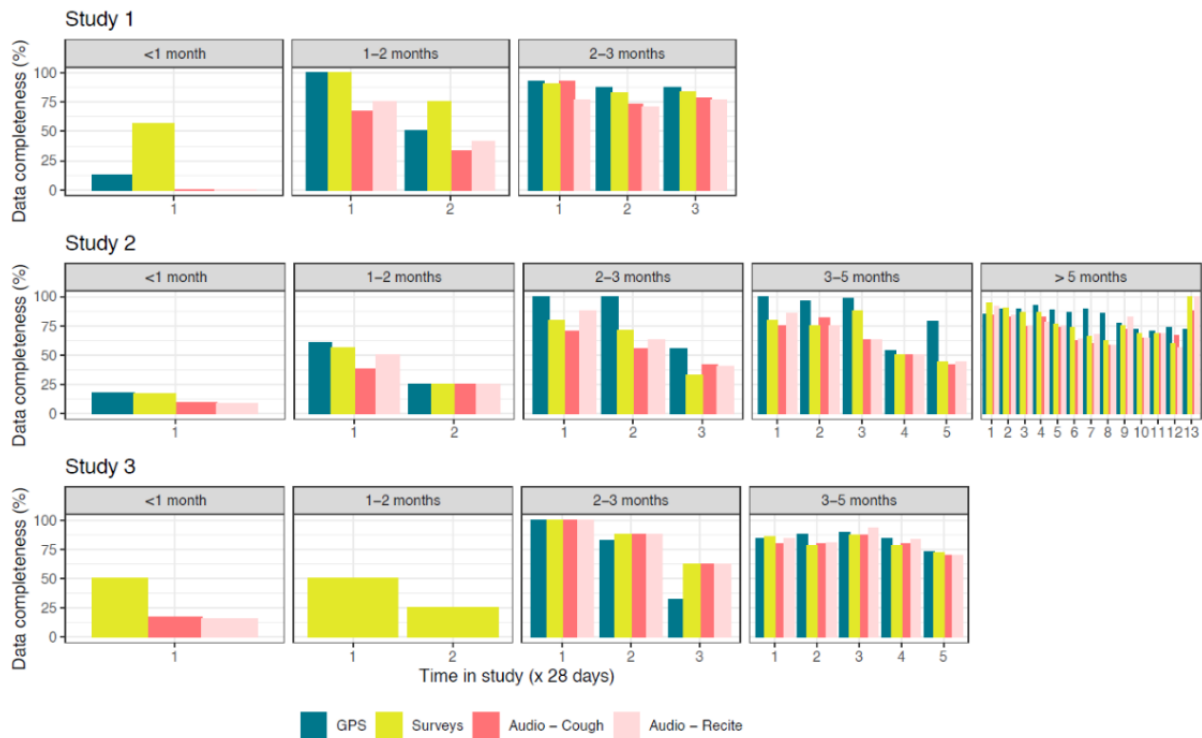 Study 1
<1 month 1−2 months 2−3 months
Data completeness (%)
100
75
50
25
0
1 1 2 1 2 3
Study 2
<1 month 1−2 months 2−3 months 3−5 months > 5 months
Data completeness (%)
100
75
50
25
0
1 1 2 1 2 3 1 2 3 4 5 1 2 3 4 5 6 7 8 9 10 11 12 13
Study 3
<1 month 1−2 months 2−3 months 3−5 months
Data completeness (%)
100
75
50
25
0
1 1 2 1 2 3 1 2 3 4 5
Time in study (x 28 days)
GPS Surveys Audio − Cough Audio − Recite